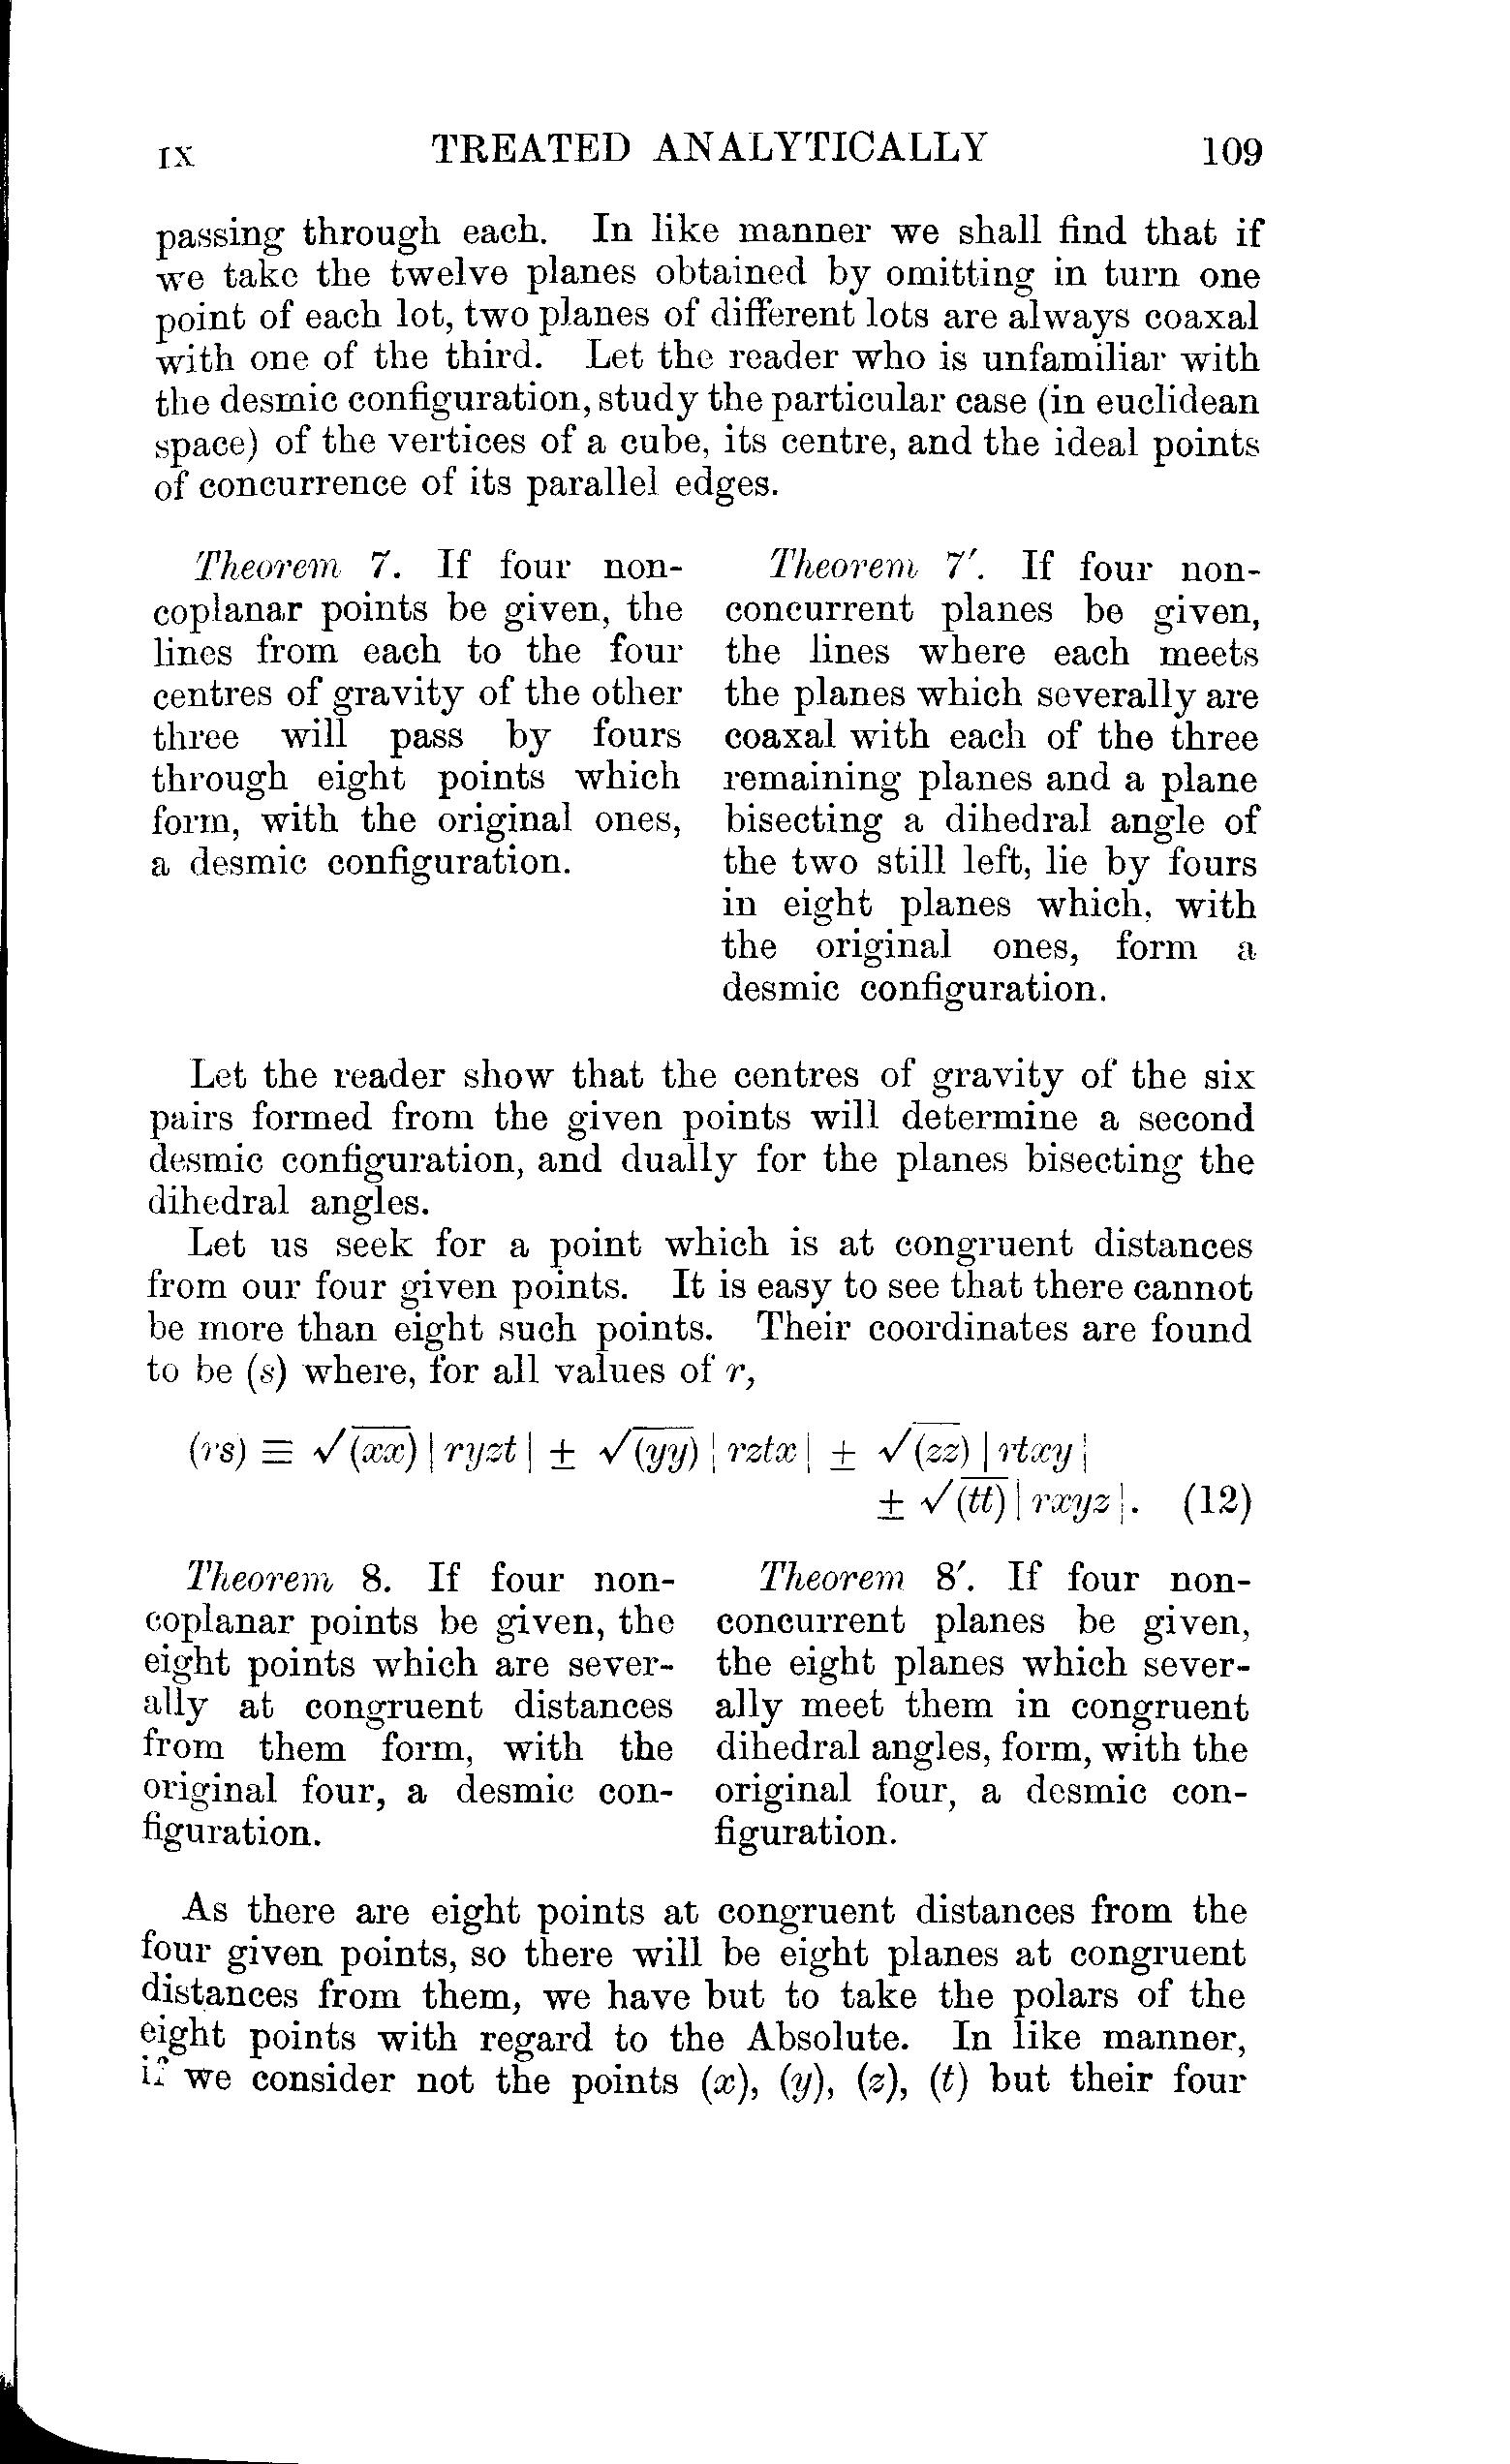 IX TREATED ANALYTICALLY 109
passing through each. In like manner we shall find that if
we take the twelve planes obtained by omitting in turn one
point of each lot, two planes of different lots are always coaxal
with one of the third. Let the reader who is unfamiliar with
the desmic configuration, study the particular case (in euclidean
space) of the vertices of a cube, its centre, and the ideal points
of concurrence of its parallel edges.
Theorem 7. If four non-
coplanar points be given, the
lines from each to the four
centres of gravity of the other
three will pass by fours
through eight points which
form, with the original ones,
a desmic configuration.
Theorem 7′. If four non-
concurrent planes be given,
the lines where each meets
the planes which severally are
coaxal with each of the three
remaining planes and a plane
bisecting a dihedral angle of
the two still left, lie by fours
in eight planes which, with
the original ones, form a
desmic configuration.
Let the reader show that the centres of gravity of the six
pairs formed from the given points will determine a second
desmic configuration, and dually for the planes bisecting the
dihedral angles.
Let us seek for a point which is at congruent distances
from our four given points. It is easy to see that there cannot
be more than eight such points. Their coordinates are found
to be (s) where, for all values of r,
(rs) ≡ √(xx) | ryzt | ± √(yy) | rztx | ± √(zz) | rtxy |
± √(tt) | rxyz |. (12)
Theorem 8. If four non-
coplanar points be given, the
eight points which are sever-
ally at congruent distances
from them form, with the
original four, a desmic con-
figuration.
Theorem 8′. If four non-
concurrent planes be given,
the eight planes which sever-
ally meet them in congruent
dihedral angles, form, with the
original four, a desmic con-
figuration.
As there are eight points at congruent distances from the
four given points, so there will be eight planes at congruent
distances from them, we have but to take the polars of the
eight points with regard to the Absolute. In like manner,
if we consider not the points (x), (y), (z), (t) but their four